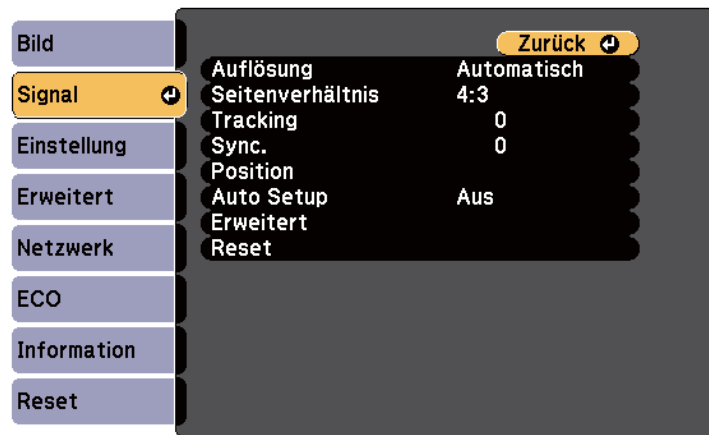 Bild
Signal
Einstellung
Erweitert
Netzwerk
ECO
Information
Reset
Zurück
Auflösung Automatisch
Seitenverhältnis 4:3
Tracking 0
Sync. 0
Position
Auto Setup Aus
Erweitert
Reset